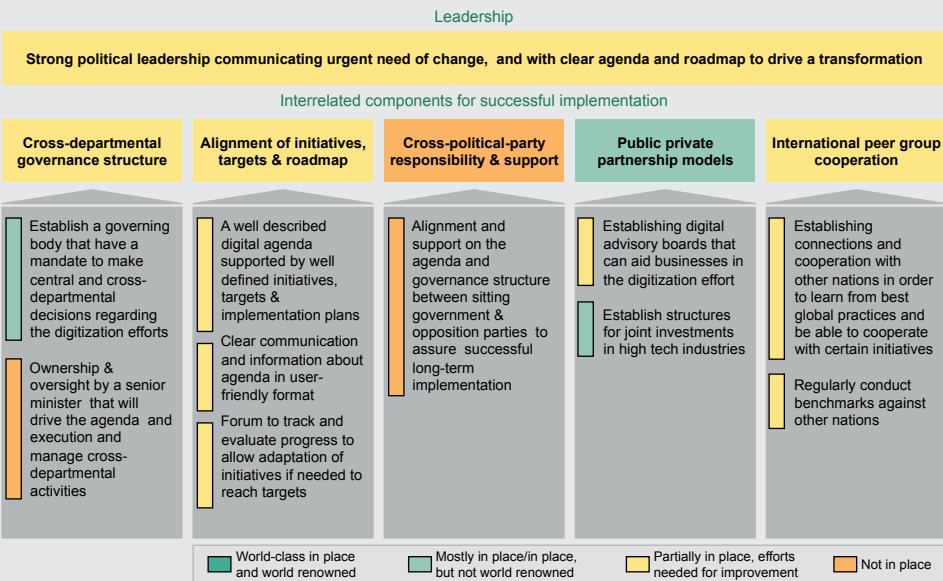 Leadership
Strong political leadership communicating urgent need of change, and with clear agenda and roadmap to drive a transformation
Interrelated components for successful implementation
Cross-departmental
governance structure
Establish a governing
body that have a
mandate to make
central and cross-
departmental
decisions regarding
the digitization efforts
Ownership &
oversight by a senior
minister that will
drive the agenda and
execution and
manage cross-
departmental
activities
Alignment of initiatives,
targets & roadmap
A well described
digital agenda
supported by well
defined initiatives,
targets &
implementation plans
Clear communication
and information about
agenda in user-
friendly format
Forum to track and
evaluate progress to
allow adaptation of
initiatives if needed to
reach targets
Cross-political-party
responsibility & support
Alignment and
support on the
agenda and
governance structure
between sitting
government &
opposition parties to
assure successful
long-term
implementation
Public private
partnership models
Establishing digital
advisory boards that
can aid businesses in
the digitization effort
Establish structures
for joint investments
in high tech industries
International peer group
cooperation
Establishing
connections and
cooperation with
other nations in order
to learn from best
global practices and
be able to cooperate
with certain initiatives
Regularly conduct
benchmarks against
other nations
World-class in place
and world renowned
Mostly in place/in place,
but not world renowned
Partially in place, efforts
needed for improvement
Not in place